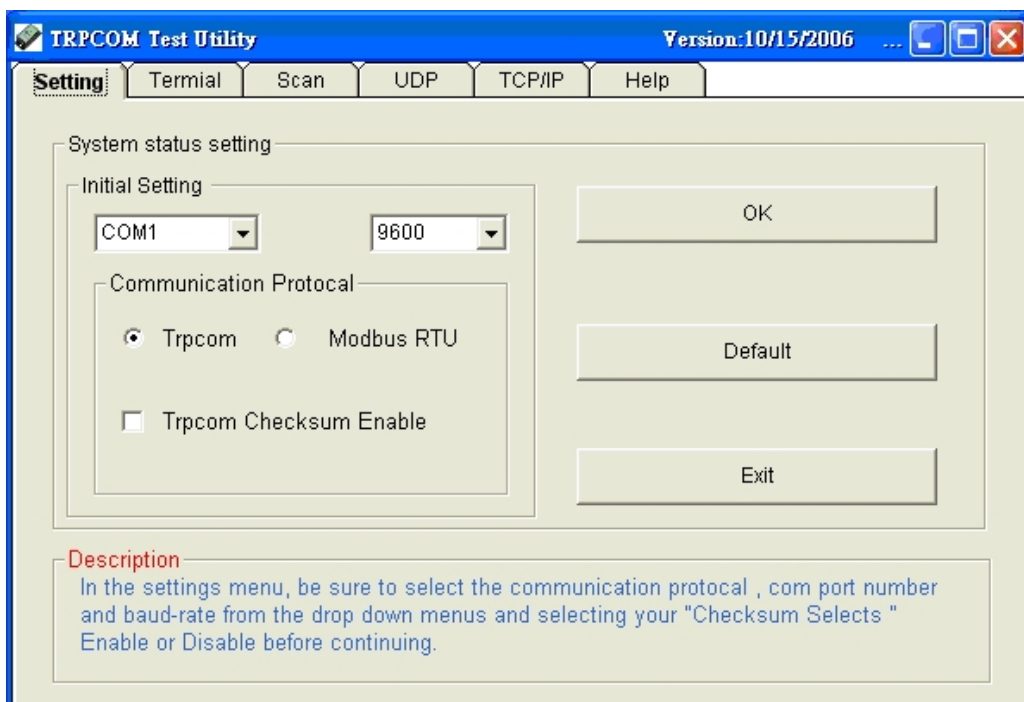 TRPCOM Test Utility Version:10/15/2006 ...
Setting Termial Scan UDP TCP/IP Help
System status setting
Initial Setting
COM1 9600
OK
Communication Protocal
Trpcom Modbus RTU
Default
Trpcom Checksum Enable
Exit
Description
In the settings menu, be sure to select the communication protocal , com port number
and baud-rate from the drop down menus and selecting your "Checksum Selects "
Enable or Disable before continuing.